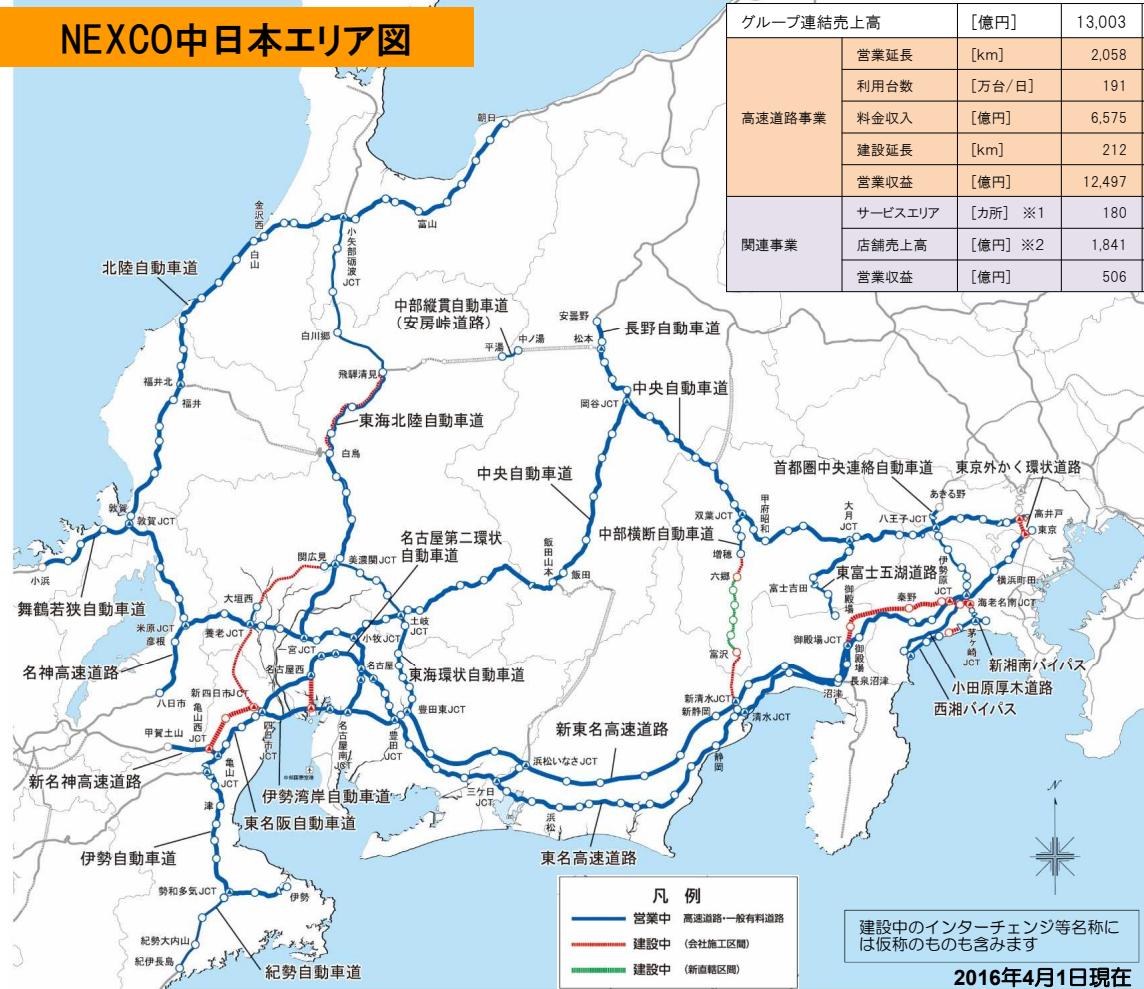 NEXCO中日本エリア図
グループ連結売上高 [億円] 13,003
高速道路事業
営業延長 [km] 2,058
利用台数 [万台/日] 191
料金収入 [億円] 6,575
建設延長 [km] 212
営業収益 [億円] 12,497
関連事業
サービスエリア [カ所] ※1 180
店舗売上高 [億円] ※2 1,841
営業収益 [億円] 506
朝日
富山
金沢西
白山
小矢部砺波JCT
北陸自動車道
中部縦貫自動車道
(安房峠道路)
安曇野
長野自動車道
松本
白川郷
平湯
中ノ湯
飛騨清見
中央自動車道
岡谷JCT
福井北
福井
東海北陸自動車道
白鳥
中央自動車道
首都圏中央連絡自動車道
東京外かく環状道路
あきる野
高井戸
東京
八王子JCT
大月JCT
甲府昭和
双葉JCT
中部横断自動車道
増穂
六郷
敦賀
敦賀JCT
名古屋第二環状
自動車道
関広見
美濃関JCT
飯田山本
飯田
小浜
舞鶴若狭自動車道
東富士五湖道路
富士吉田
御殿場
伊勢原JCT
横浜町田
秦野
海老名南JCT
大垣西
養老JCT
米原JCT
彦根
一宮JCT
小牧JCT
土岐JCT
名神高速道路
名古屋西
名古屋
東海環状自動車道
御殿場JCT
御殿場
茅ヶ崎JCT
新湘南バイパス
小田原厚木道路
西湘バイパス
富沢
長泉沼津
沼津
八日市
新四日市JCT
亀山西JCT
甲賀土山
新名神高速道路
亀山JCT
四日市JCT
名古屋南JCT
豊田JCT
豊田東JCT
新東名高速道路
新清水JCT
新静岡
清水JCT
静岡
浜松いなさJCT
中部国際空港
伊勢湾岸自動車道
三ケ日JCT
浜松
東名阪自動車道
津
伊勢自動車道
東名高速道路
勢和多気JCT
伊勢
紀勢大内山
紀伊長島
紀勢自動車道
N
凡 例
営業中 高速道路・一般有料道路
建設中 (会社施工区間)
建設中 (新直轄区間)
建設中のインターチェンジ等名称に
は仮称のものも含みます
2016年4月1日現在